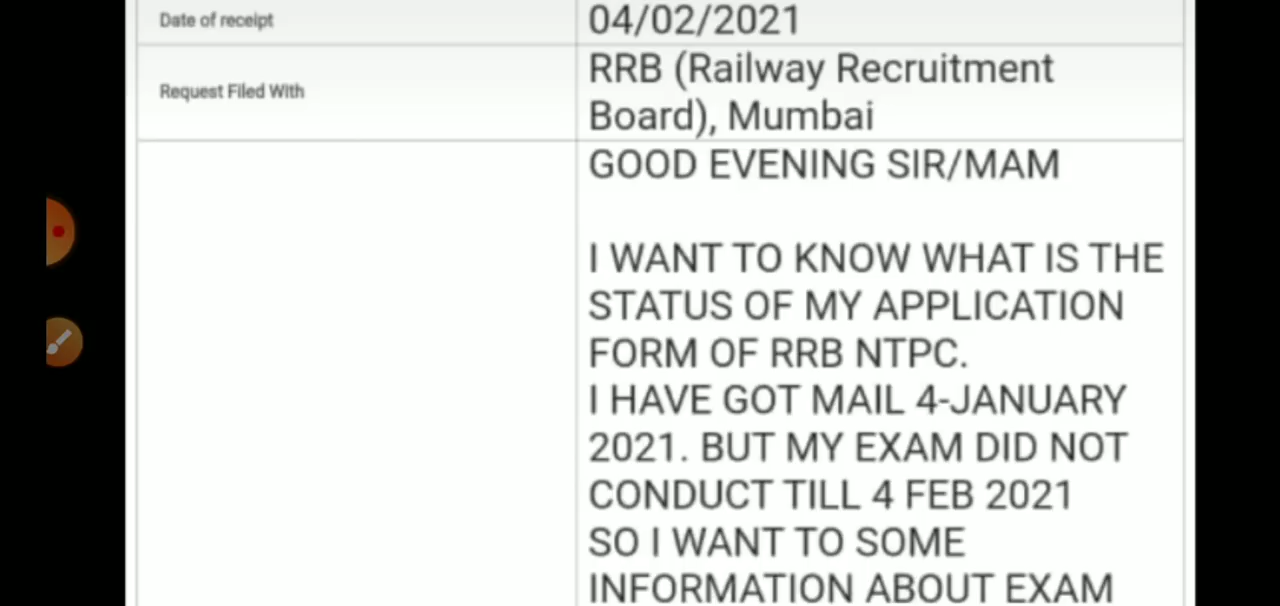 Date of receipt
04/02/2021
Request Filed With
RRB (Railway Recruitment
Board), Mumbai
GOOD EVENING SIR/MAM
I WANT TO KNOW WHAT IS THE
STATUS OF MY APPLICATION
FORM OF RRB NTPC.
I HAVE GOT MAIL 4-JANUARY
2021. BUT MY EXAM DID NOT
CONDUCT TILL 4 FEB 2021
SO I WANT TO SOME
INFORMATION ABOUT EXAM